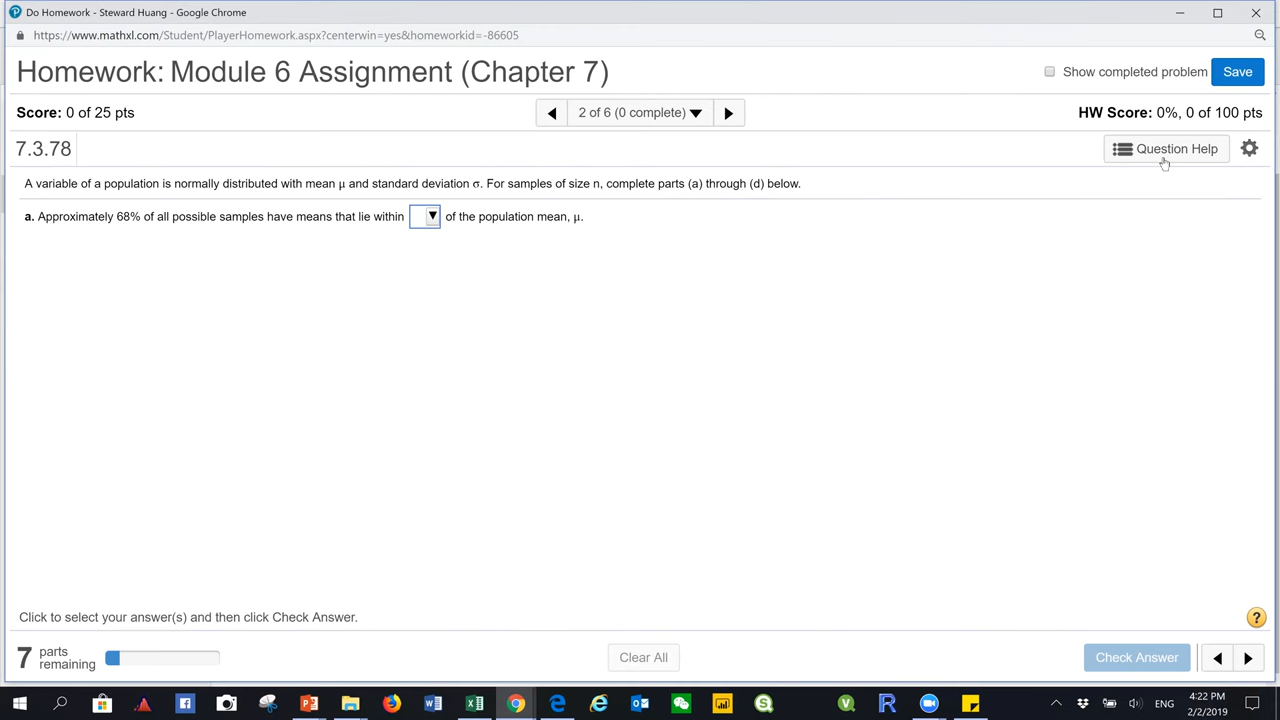 Do Homework - Steward Huang - Google Chrome
https://www.mathxl.com/Student/PlayerHomework.aspx?centerwin=yes&homeworkid=-86605
Homework: Module 6 Assignment (Chapter 7)
Show completed problem
Save
Score: 0 of 25 pts
2 of 6 (0 complete)
HW Score: 0%, 0 of 100 pts
7.3.78
Question Help
A variable of a population is normally distributed with mean μ and standard deviation σ. For samples of size n, complete parts (a) through (d) below.
a. Approximately 68% of all possible samples have means that lie within of the population mean, μ.
Click to select your answer(s) and then click Check Answer.
?
7 parts
remaining
Clear All
Check Answer
4:22 PM
ENG
2/2/2019